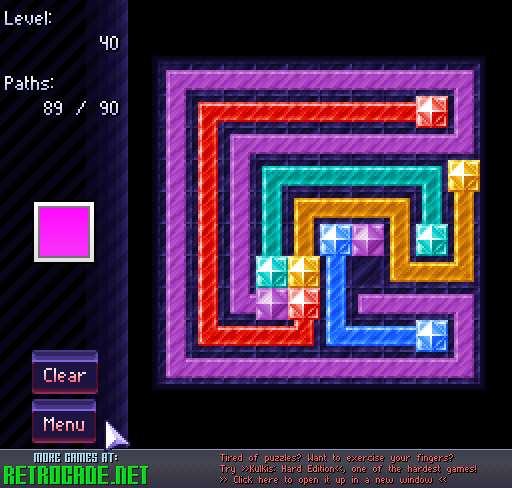 Level:
40
Paths:
89 / 90
Clear
Menu
MORE GAMES AT:
RETROCADE.NET
Tired of puzzles? Want to exercise your fingers?
Try >>Kulkis: Hard Edition<<, one of the hardest games!
>> Click here to open it up in a new window <<